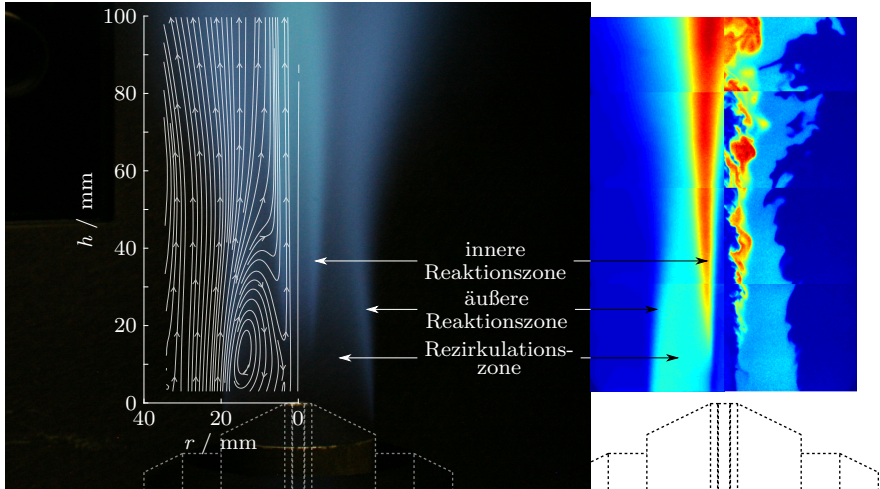 100
80
60
40
20
0
h / mm
40
20
0
r / mm
innere
Reaktionszone
äußere
Reaktionszone
Rezirkulations-
zone